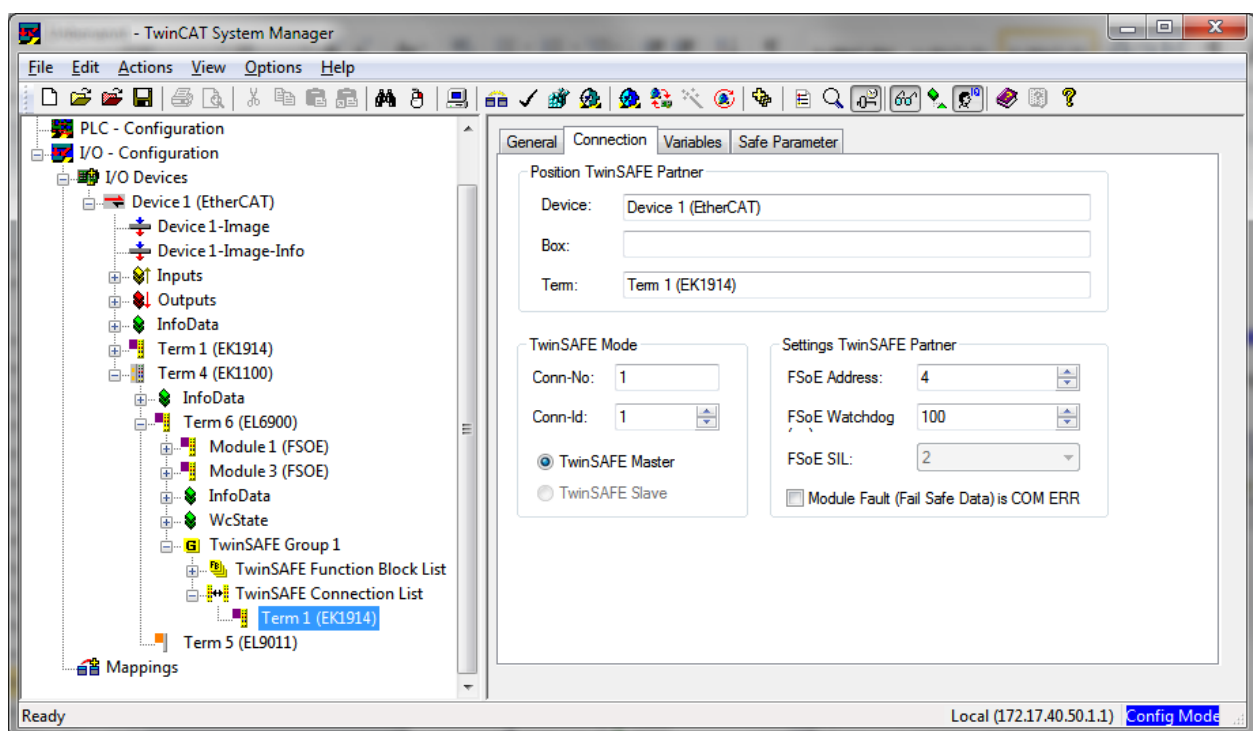 - TwinCAT System Manager
File Edit Actions View Options Help
PLC - Configuration
I/O - Configuration
I/O Devices
Device 1 (EtherCAT)
Device 1-Image
Device 1-Image-Info
Inputs
Outputs
InfoData
Term 1 (EK1914)
Term 4 (EK1100)
InfoData
Term 6 (EL6900)
Module 1 (FSOE)
Module 3 (FSOE)
InfoData
WcState
TwinSAFE Group 1
TwinSAFE Function Block List
TwinSAFE Connection List
Term 1 (EK1914)
Term 5 (EL9011)
Mappings
General Connection Variables Safe Parameter
Position TwinSAFE Partner
Device: Device 1 (EtherCAT)
Box:
Term: Term 1 (EK1914)
TwinSAFE Mode
Conn-No: 1
Conn-Id: 1
TwinSAFE Master
TwinSAFE Slave
Settings TwinSAFE Partner
FSoE Address: 4
FSoE Watchdog 100
FSoE SIL: 2
Module Fault (Fail Safe Data) is COM ERR
Ready Local (172.17.40.50.1.1) Config Mode